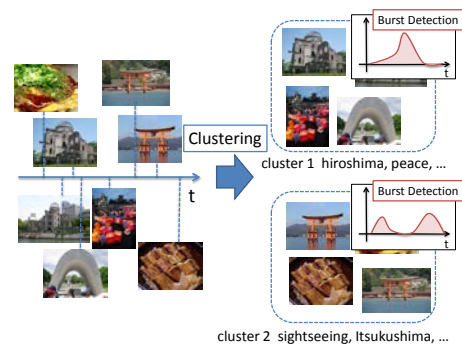 Burst Detection
t
Clustering
t
cluster 1 hiroshima, peace, ...
Burst Detection
t
cluster 2 sightseeing, Itsukushima, ...